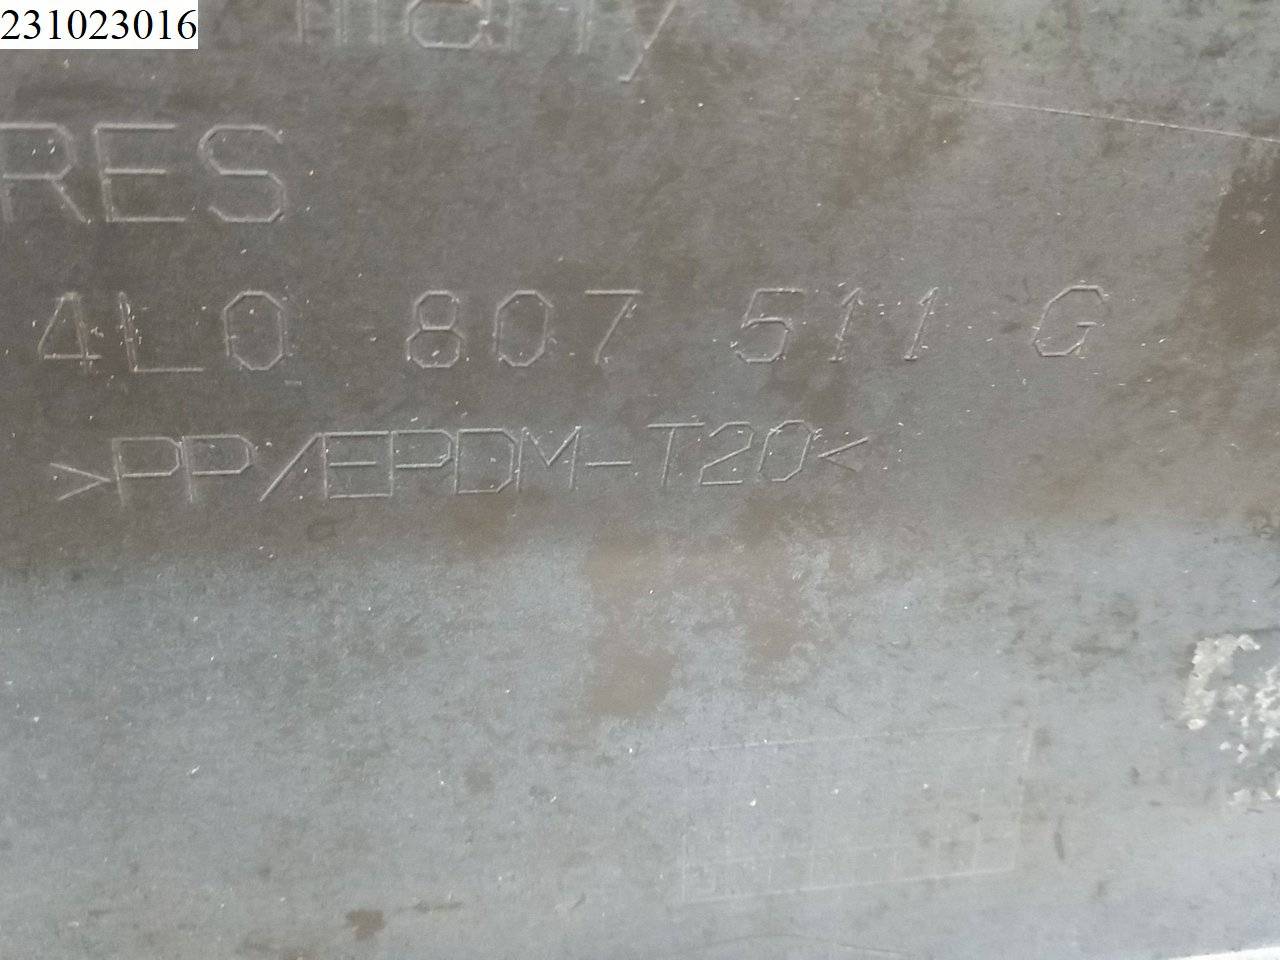 231023016
RES
4L0 807 511 G
>PP/EPDM-T20<